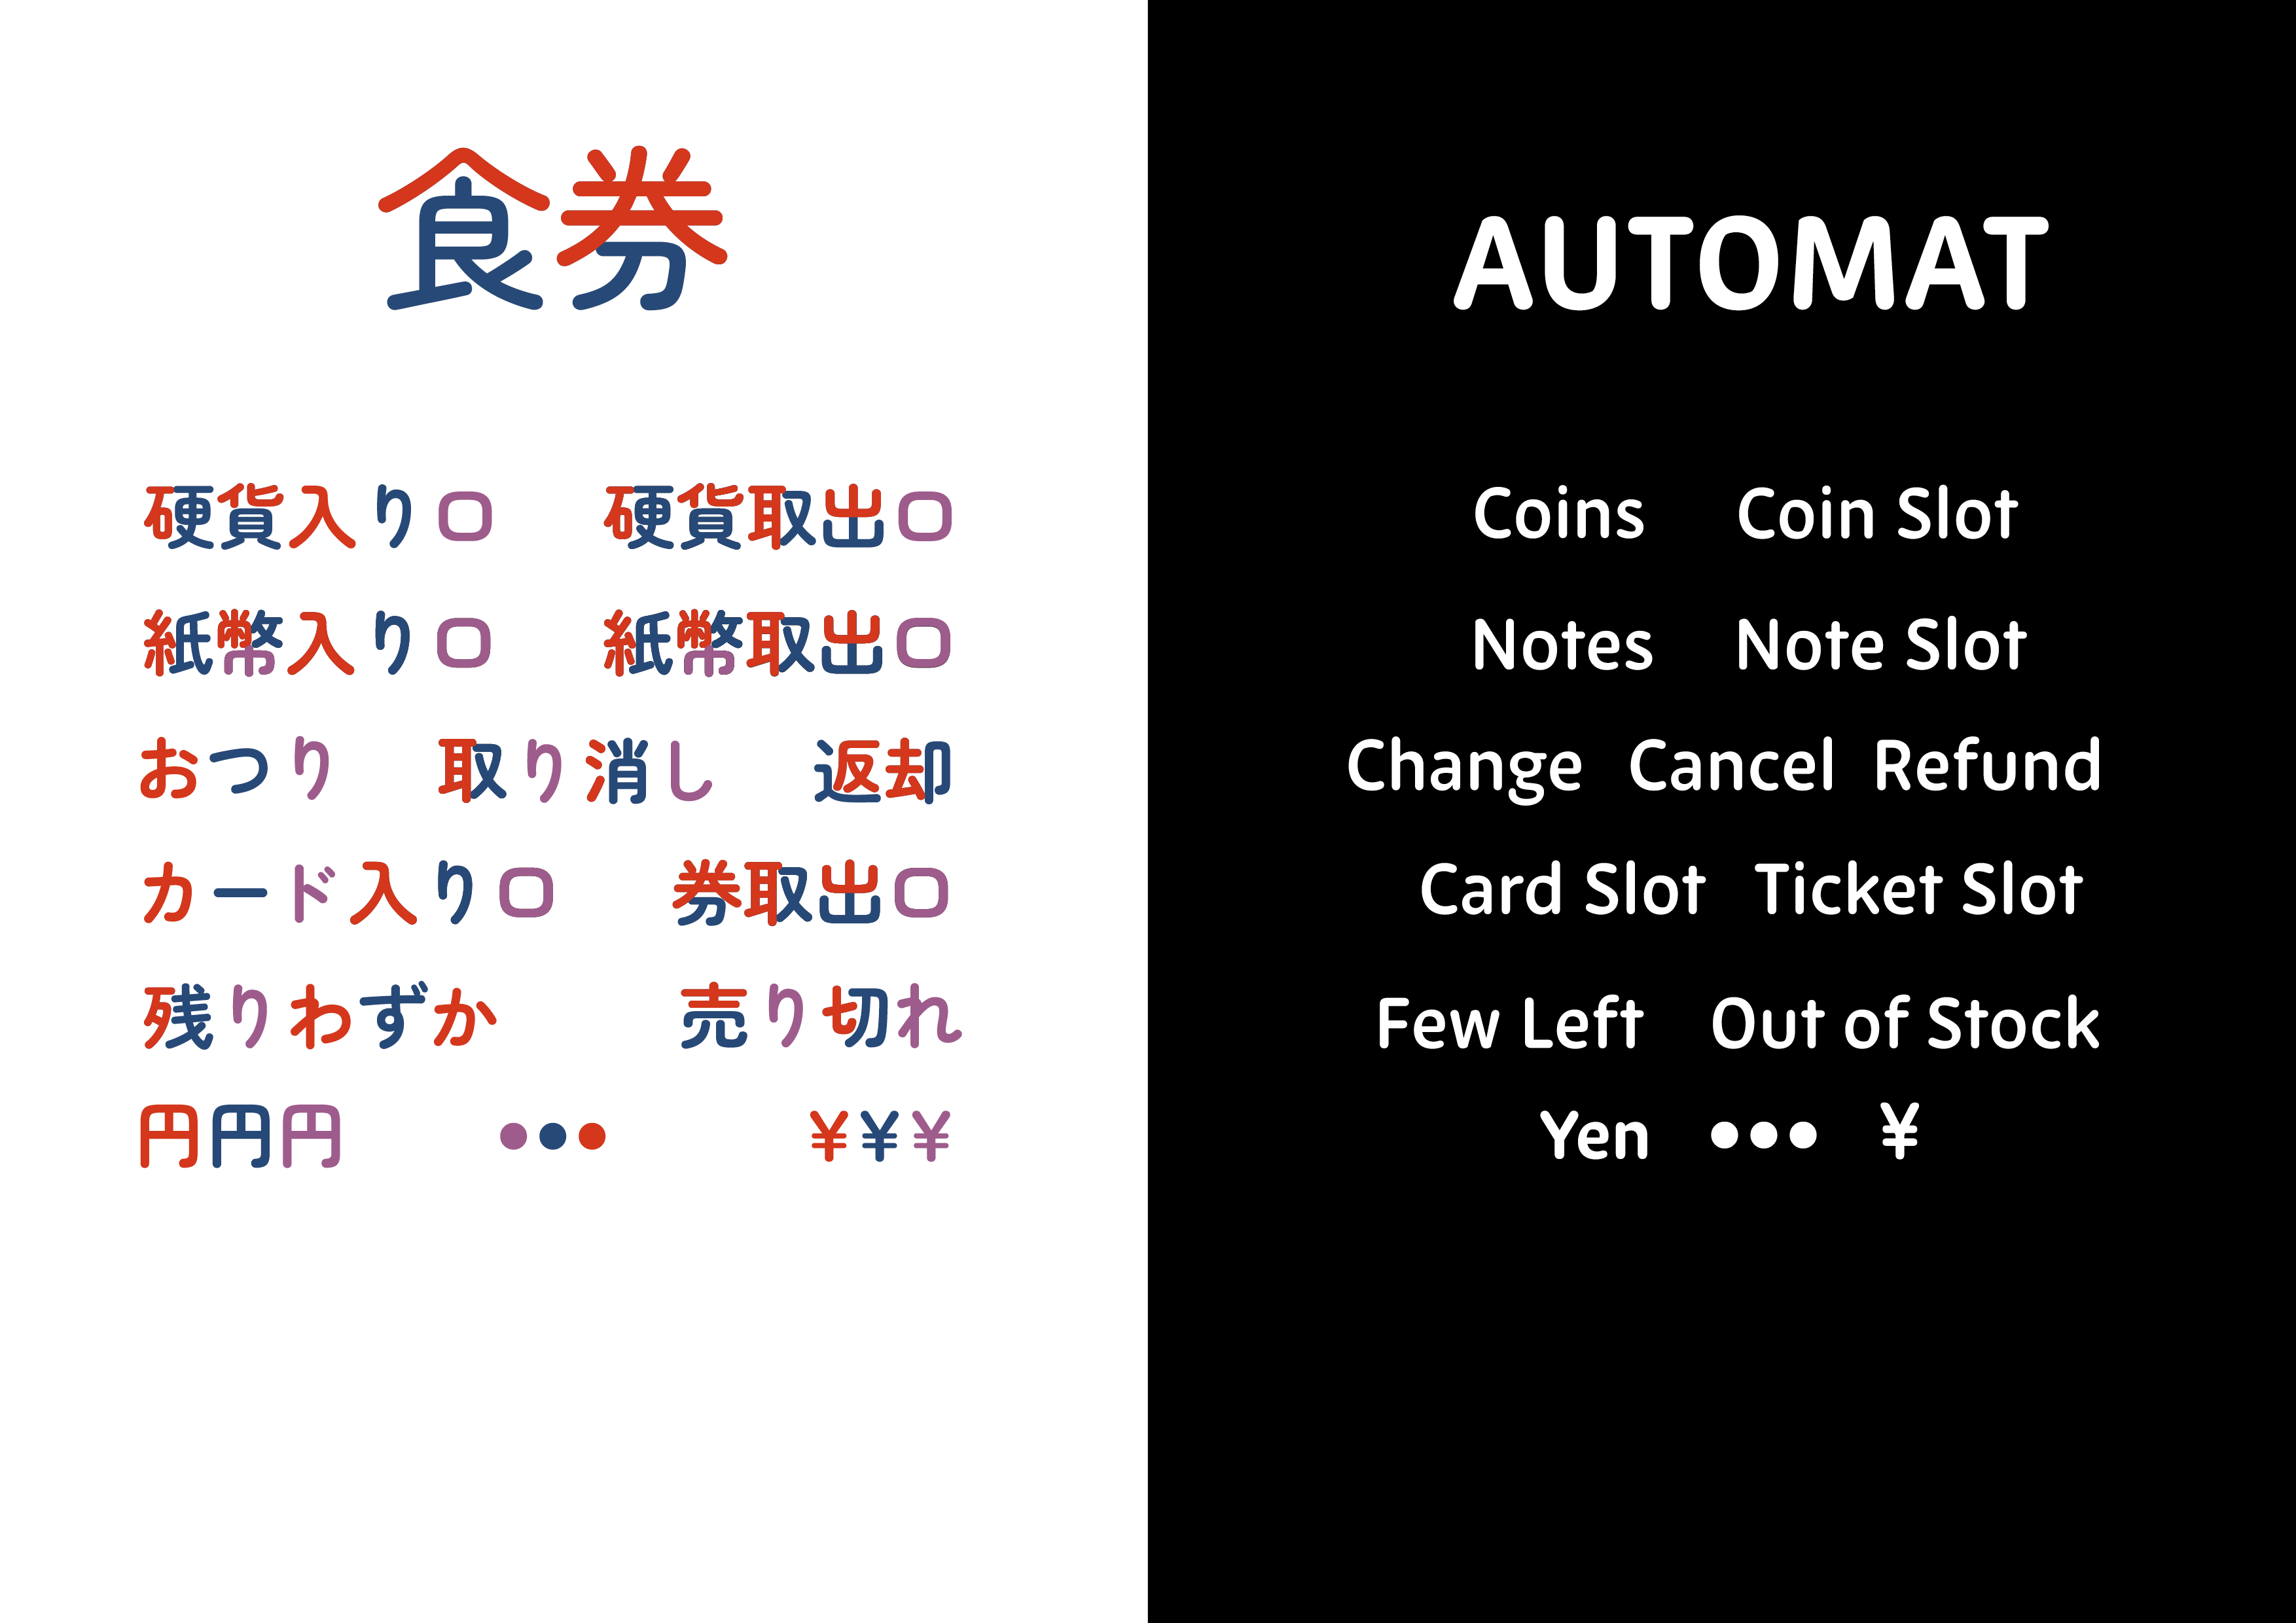 食券
硬貨入り口 硬貨取出口
紙幣入り口 紙幣取出口
おつり 取り消し 返却
カード入り口 券取出口
残りわずか 売り切れ
円円円 ●●● ¥¥¥
AUTOMAT
Coins Coin Slot
Notes Note Slot
Change Cancel Refund
Card Slot Ticket Slot
Few Left Out of Stock
Yen ●●● ¥